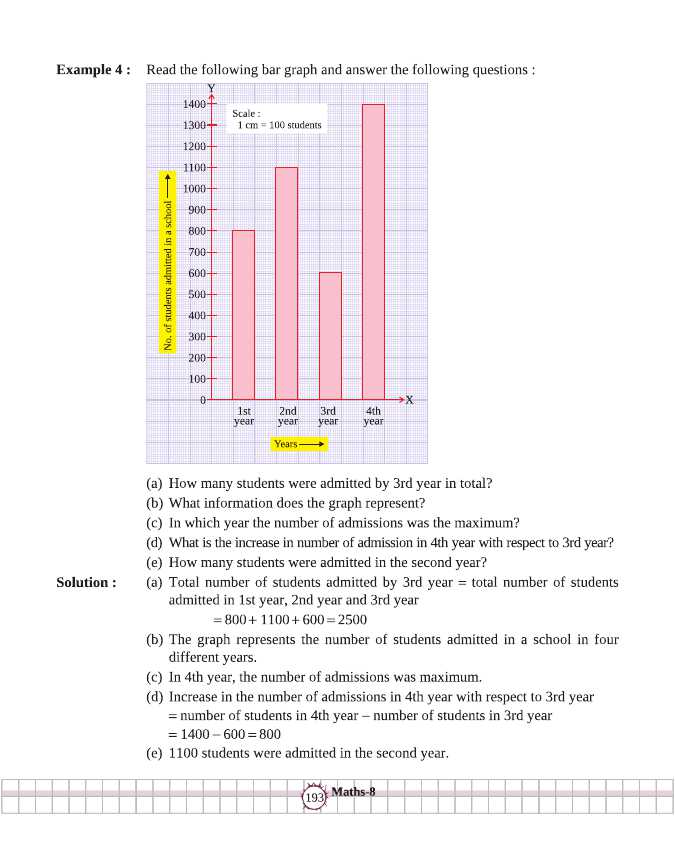 Example 4 : Read the following bar graph and answer the following questions :
Y
Scale :
1 cm = 100 students
1400
1300
1200
1100
1000
900
800
700
600
500
400
300
200
100
0
No. of students admitted in a school
X
1st year
2nd year
3rd year
4th year
Years
(a) How many students were admitted by 3rd year in total?
(b) What information does the graph represent?
(c) In which year the number of admissions was the maximum?
(d) What is the increase in number of admission in 4th year with respect to 3rd year?
(e) How many students were admitted in the second year?
Solution : (a) Total number of students admitted by 3rd year = total number of students
admitted in 1st year, 2nd year and 3rd year
= 800 + 1100 + 600 = 2500
(b) The graph represents the number of students admitted in a school in four
different years.
(c) In 4th year, the number of admissions was maximum.
(d) Increase in the number of admissions in 4th year with respect to 3rd year
= number of students in 4th year – number of students in 3rd year
= 1400 – 600 = 800
(e) 1100 students were admitted in the second year.
193 Maths-8